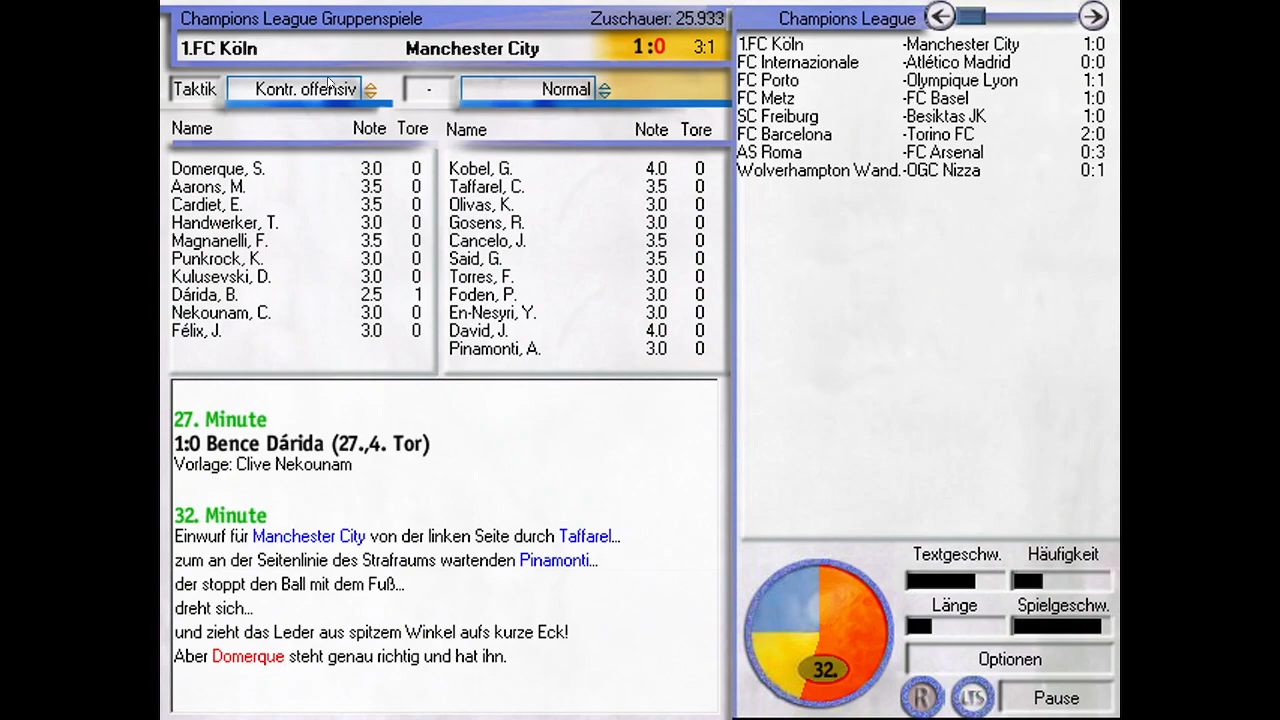 Champions League Gruppenspiele Zuschauer: 25.933
1.FC Köln Manchester City 1:0 3:1
Taktik Kontr. offensiv - Normal
Name Note Tore Name Note Tore
Domerque, S. 3.0 0 Kobel, G. 4.0 0
Aarons, M. 3.5 0 Taffarel, C. 3.5 0
Cardiet, E. 3.5 0 Olivas, K. 3.0 0
Handwerker, T. 3.0 0 Gosens, R. 3.0 0
Magnanelli, F. 3.5 0 Cancelo, J. 3.5 0
Punkrock, K. 3.0 0 Said, G. 3.5 0
Kulusevski, D. 3.0 0 Torres, F. 3.0 0
Dárida, B. 2.5 1 Foden, P. 3.0 0
Nekounam, C. 3.0 0 En-Nesyri, Y. 3.0 0
Félix, J. 3.0 0 David, J. 4.0 0
Pinamonti, A. 3.0 0
27. Minute
1:0 Bence Dárida (27.,4. Tor)
Vorlage: Clive Nekounam
32. Minute
Einwurf für Manchester City von der linken Seite durch Taffarel...
zum an der Seitenlinie des Strafraums wartenden Pinamonti...
der stoppt den Ball mit dem Fuß...
dreht sich...
und zieht das Leder aus spitzem Winkel aufs kurze Eck!
Aber Domerque steht genau richtig und hat ihn.
Champions League
1.FC Köln -Manchester City 1:0
FC Internazionale -Atlético Madrid 0:0
FC Porto -Olympique Lyon 1:1
FC Metz -FC Basel 1:0
SC Freiburg -Besiktas JK 1:0
FC Barcelona -Torino FC 2:0
AS Roma -FC Arsenal 0:3
Wolverhampton Wand.-OGC Nizza 0:1
Textgeschw. Häufigkeit
Länge Spielgeschw.
32.
Optionen
R LTS Pause